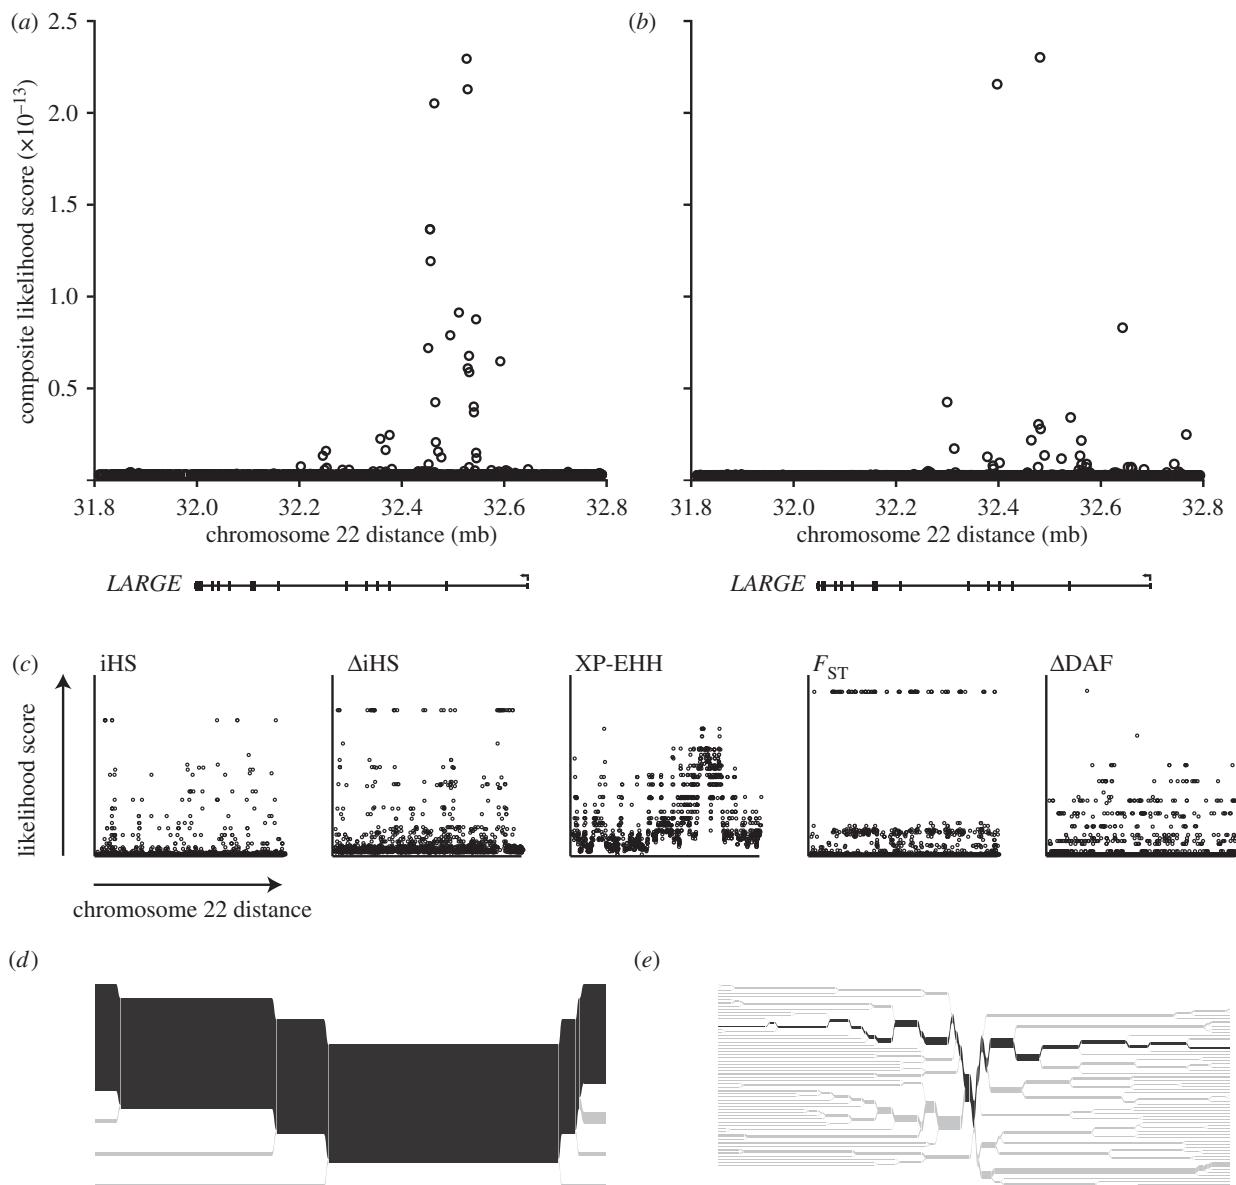 (a)
(b)
2.5
2.0
1.5
1.0
0.5
composite likelihood score (×10⁻¹³)
31.8 32.0 32.2 32.4 32.6 32.8
chromosome 22 distance (mb)
31.8 32.0 32.2 32.4 32.6 32.8
chromosome 22 distance (mb)
LARGE
LARGE
(c)
iHS
ΔiHS
XP-EHH
F_ST
ΔDAF
likelihood score
chromosome 22 distance
(d)
(e)